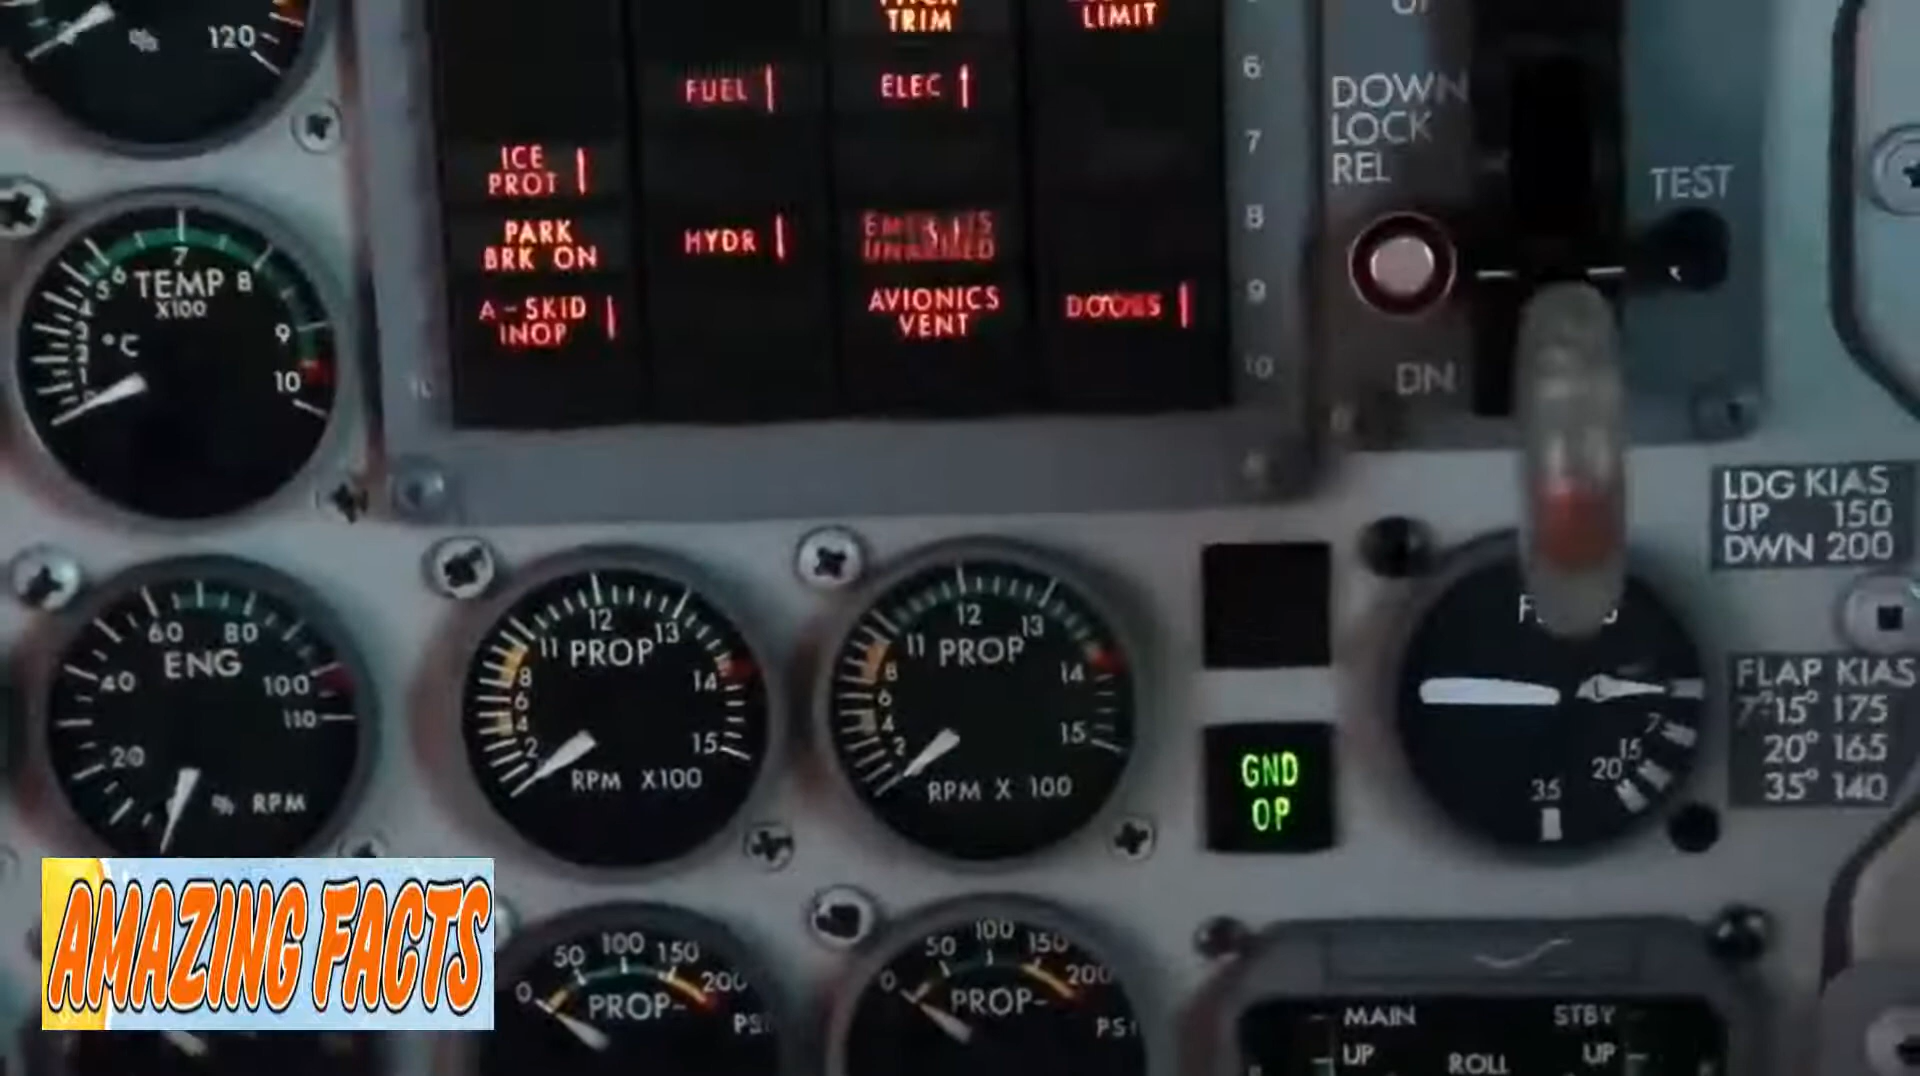 % 120
TRIM
LIMIT
FUEL
ELEC
ICE
PROT
PARK
BRK ON
HYDR
A-SKID
INOP
AVIONICS
VENT
DOORS
6
7
8
9
10
DOWN
LOCK
REL
TEST
DN
5 6 7 8 9 10
TEMP
X100
°C
LDG KIAS
UP 150
DWN 200
20 40 60 80 100 110
ENG
% RPM
2 4 6 8 11 12 13 14 15
PROP
RPM X100
2 4 6 8 11 12 13 14 15
PROP
RPM X 100
GND
OP
7
15
20
35
FLAP KIAS
7°-15° 175
20° 165
35° 140
AMAZING FACTS
0 50 100 150 200
PROP-
PSI
0 50 100 150 200
PROP-
PSI
MAIN STBY
UP ROLL UP